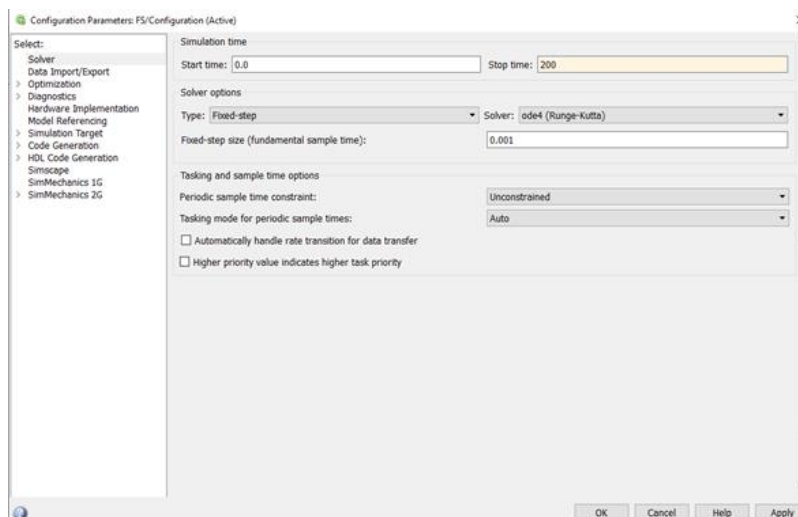 Configuration Parameters: FS/Configuration (Active)
Select:
Solver
Data Import/Export
Optimization
Diagnostics
Hardware Implementation
Model Referencing
Simulation Target
Code Generation
HDL Code Generation
Simscape
SimMechanics 1G
SimMechanics 2G
Simulation time
Start time: 0.0 Stop time: 200
Solver options
Type: Fixed-step Solver: ode4 (Runge-Kutta)
Fixed-step size (fundamental sample time): 0.001
Tasking and sample time options
Periodic sample time constraint: Unconstrained
Tasking mode for periodic sample times: Auto
Automatically handle rate transition for data transfer
Higher priority value indicates higher task priority
OK Cancel Help Apply